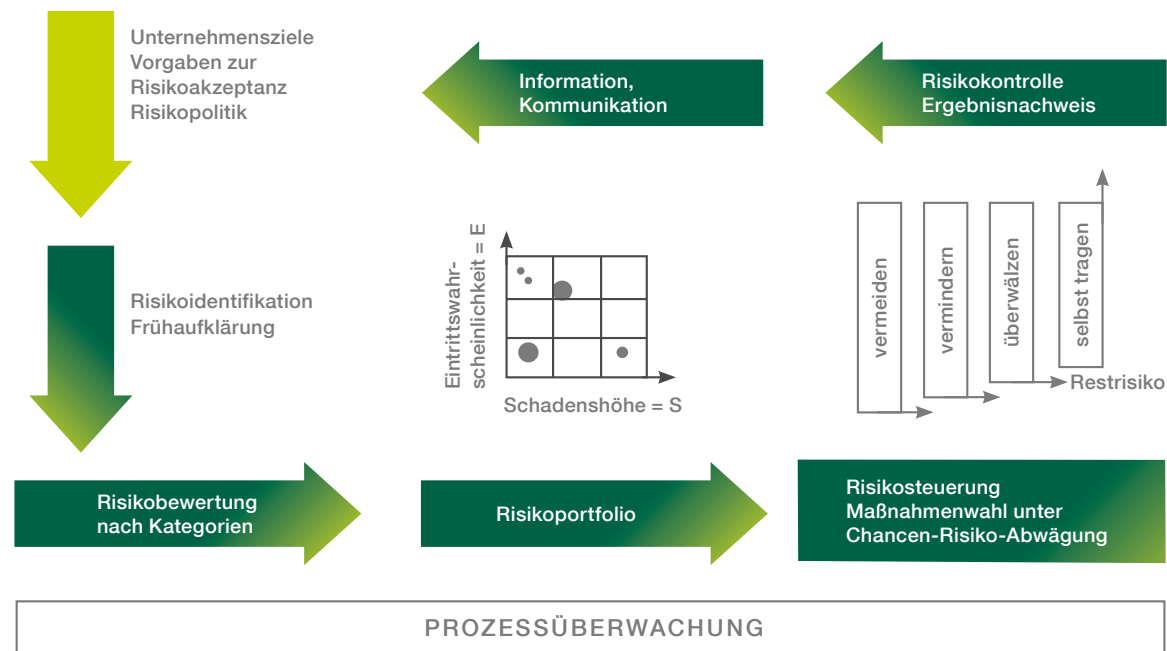 Unternehmensziele
Vorgaben zur
Risikoakzeptanz
Risikopolitik
Information,
Kommunikation
Risikokontrolle
Ergebnisnachweis
Risikoidentifikation
Frühaufklärung
Eintrittswahr-
scheinlichkeit = E
Schadenshöhe = S
vermeiden
vermindern
überwälzen
selbst tragen
Restrisiko
Risikobewertung
nach Kategorien
Risikoportfolio
Risikosteuerung
Maßnahmenwahl unter
Chancen-Risiko-Abwägung
PROZESSÜBERWACHUNG